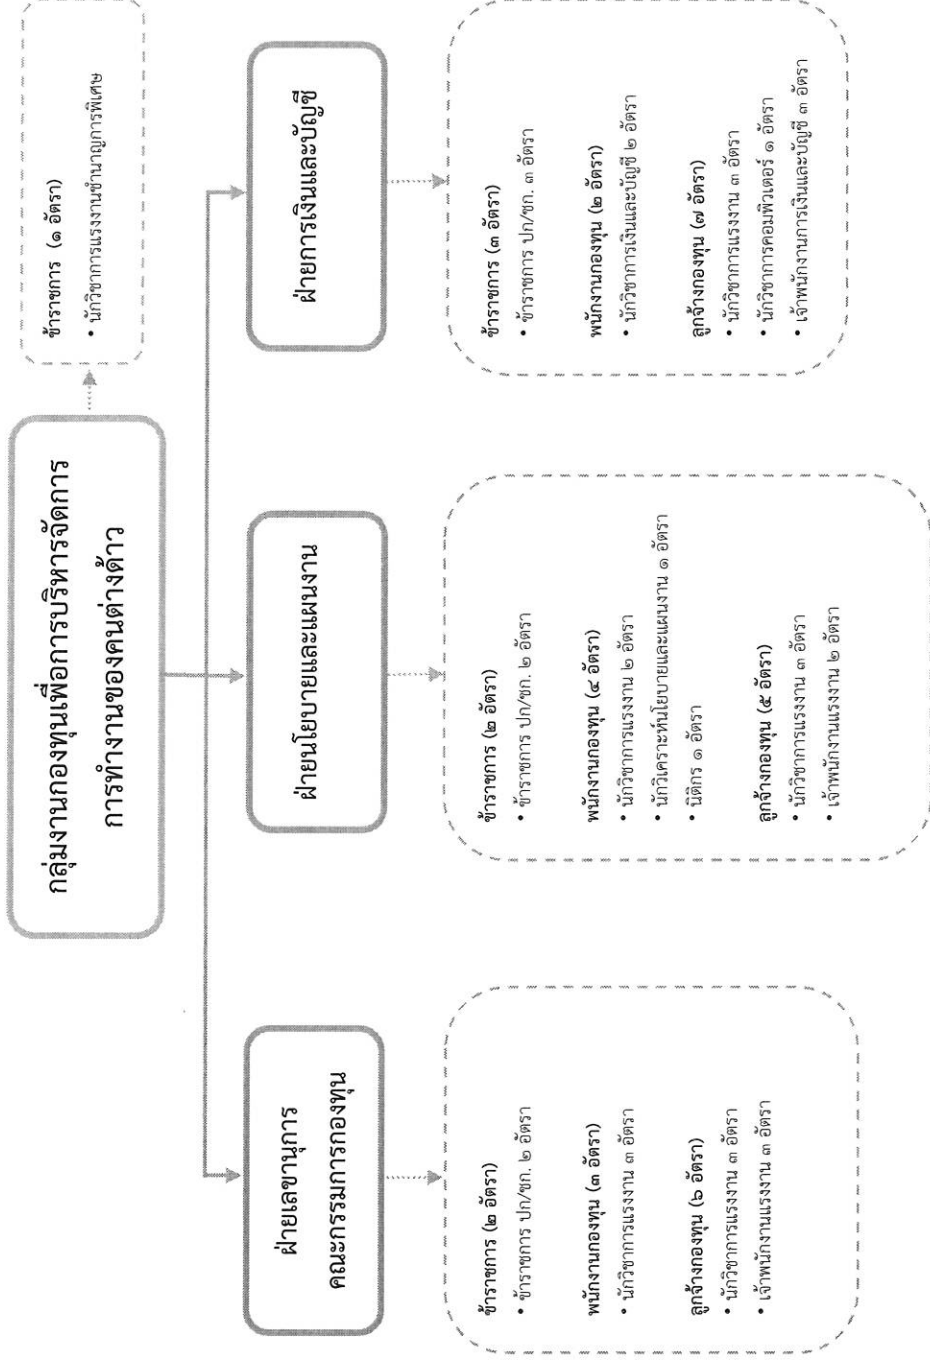 กลุ่มงานกองทุนเพื่อการบริหารจัดการ
การทำงานของคนต่างด้าว
ข้าราชการ (๑ อัตรา)
• นักวิชาการแรงงานชำนาญการพิเศษ
ฝ่ายเลขานุการ
คณะกรรมการกองทุน
ข้าราชการ (๒ อัตรา)
• ข้าราชการ ปก/ชก. ๒ อัตรา
พนักงานกองทุน (๓ อัตรา)
• นักวิชาการแรงงาน ๓ อัตรา
ลูกจ้างกองทุน (๖ อัตรา)
• นักวิชาการแรงงาน ๓ อัตรา
• เจ้าพนักงานแรงงาน ๓ อัตรา
ฝ่ายนโยบายและแผนงาน
ข้าราชการ (๒ อัตรา)
• ข้าราชการ ปก/ชก. ๒ อัตรา
พนักงานกองทุน (๔ อัตรา)
• นักวิชาการแรงงาน ๒ อัตรา
• นักวิเคราะห์นโยบายและแผนงาน ๑ อัตรา
• นิติกร ๑ อัตรา
ลูกจ้างกองทุน (๕ อัตรา)
• นักวิชาการแรงงาน ๓ อัตรา
• เจ้าพนักงานแรงงาน ๒ อัตรา
ฝ่ายการเงินและบัญชี
ข้าราชการ (๓ อัตรา)
• ข้าราชการ ปก/ชก. ๓ อัตรา
พนักงานกองทุน (๒ อัตรา)
• นักวิชาการเงินและบัญชี ๒ อัตรา
ลูกจ้างกองทุน (๗ อัตรา)
• นักวิชาการแรงงาน ๓ อัตรา
• นักวิชาการคอมพิวเตอร์ ๑ อัตรา
• เจ้าพนักงานการเงินและบัญชี ๓ อัตรา